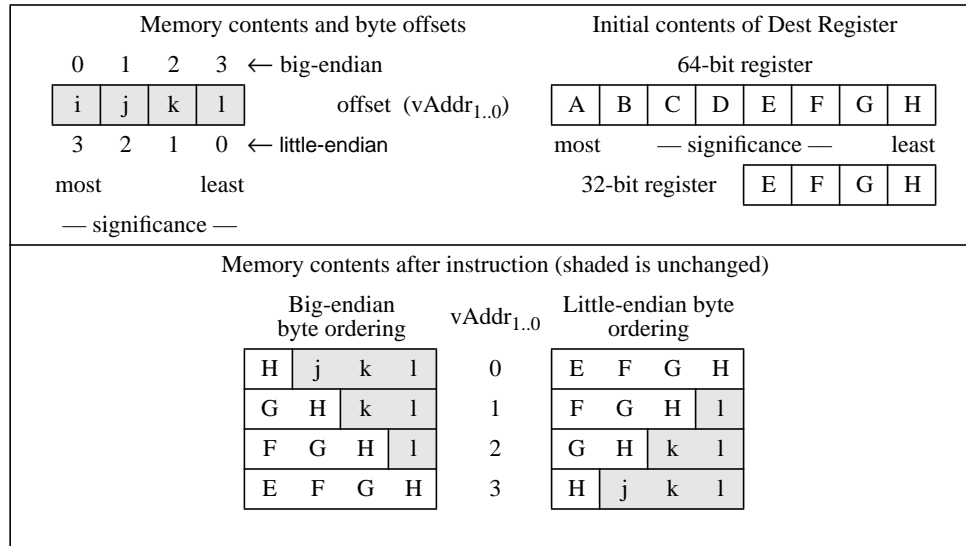 Memory contents and byte offsets
0 1 2 3 ← big-endian
i j k l offset (vAddr1..0)
3 2 1 0 ← little-endian
most least
— significance —
Initial contents of Dest Register
64-bit register
A B C D E F G H
most — significance — least
32-bit register E F G H
Memory contents after instruction (shaded is unchanged)
Big-endian
byte ordering
vAddr1..0
Little-endian byte
ordering
H j k l 0 E F G H
G H k l 1 F G H l
F G H l 2 G H k l
E F G H 3 H j k l